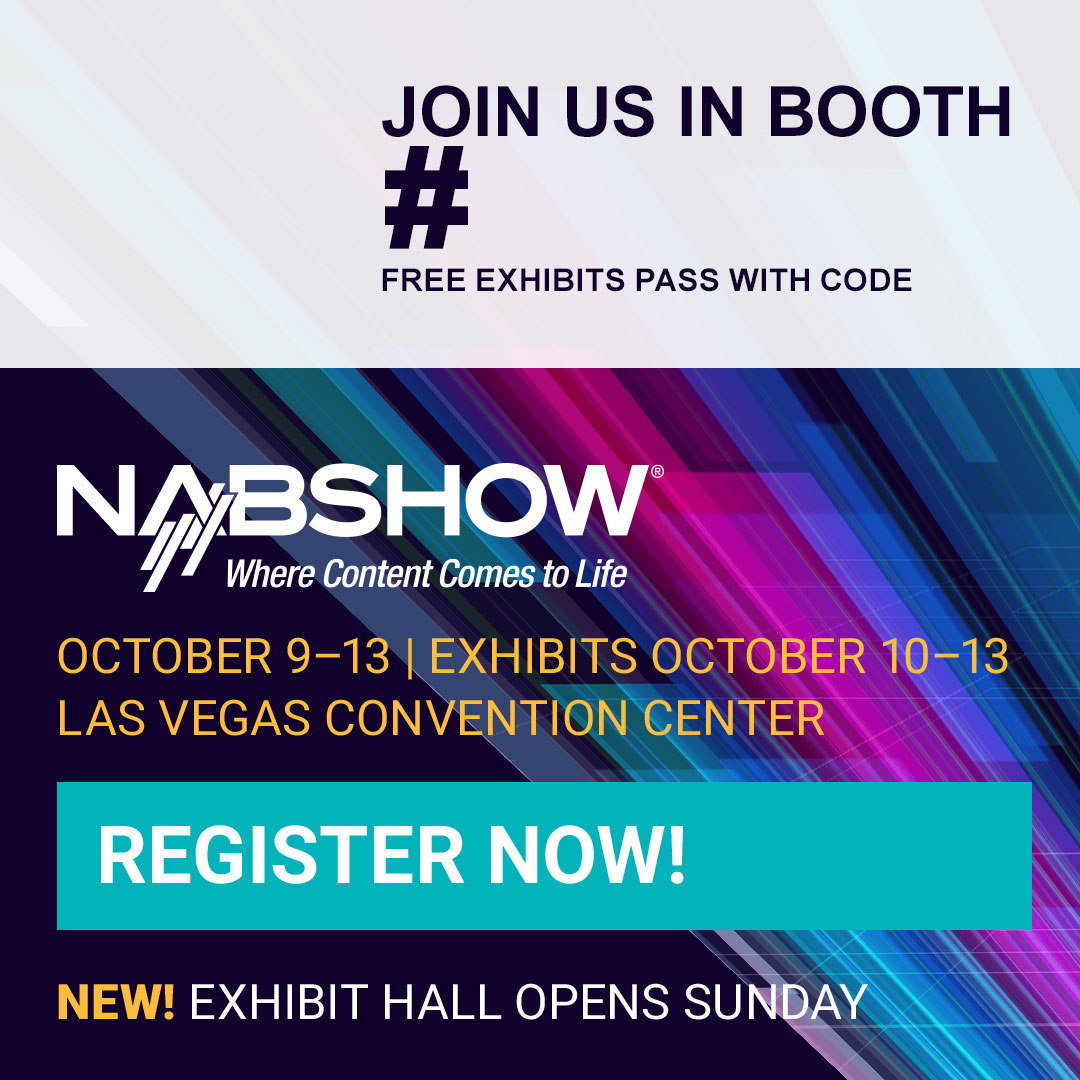 JOIN US IN BOOTH
#
FREE EXHIBITS PASS WITH CODE
NABSHOW®
Where Content Comes to Life
OCTOBER 9–13 | EXHIBITS OCTOBER 10–13
LAS VEGAS CONVENTION CENTER
REGISTER NOW!
NEW! EXHIBIT HALL OPENS SUNDAY